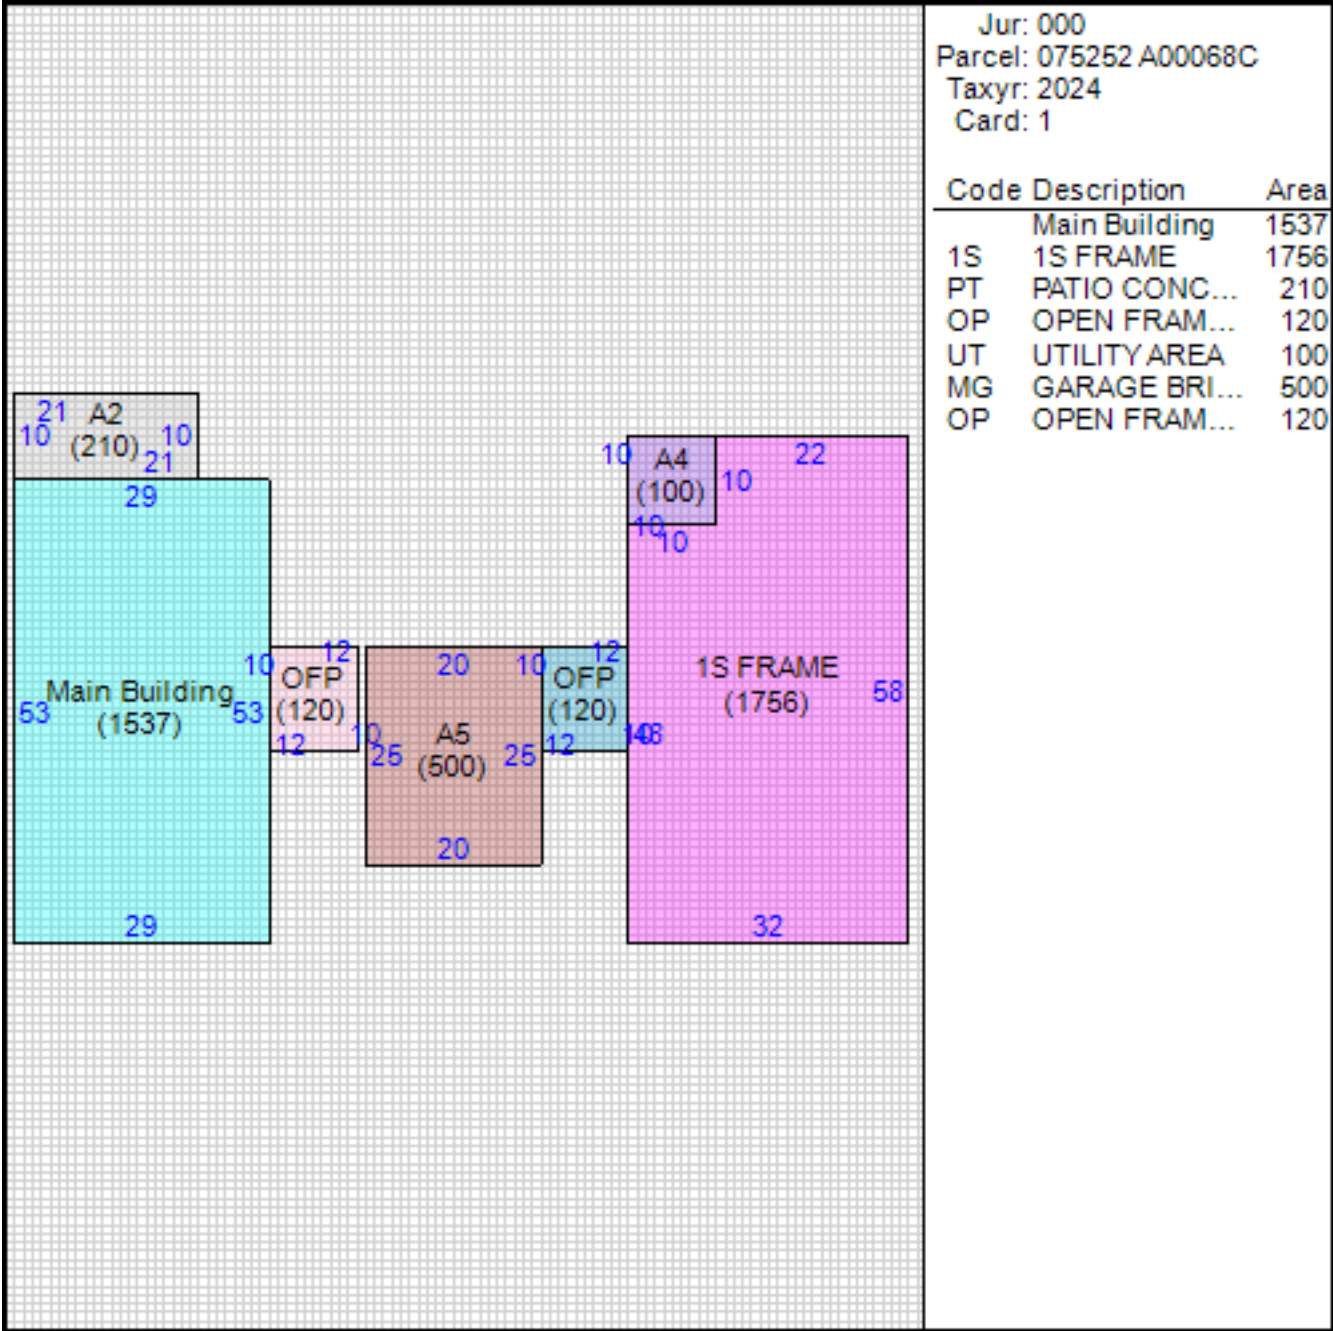 Jur: 000
Parcel: 075252 A00068C
Taxyr: 2024
Card: 1
Code Description Area
Main Building 1537
1S 1S FRAME 1756
PT PATIO CONC... 210
OP OPEN FRAM... 120
UT UTILITY AREA 100
MG GARAGE BRI... 500
OP OPEN FRAM... 120
21 A2
10 (210) 10
21
29
53 Main Building 53
(1537)
29
10 12
OFP
(120)
12 10
20
A5
25 (500) 25
20
10 12
OFP
(120)
12 10
10 A4
(100) 10
10
10
22
1S FRAME
(1756)
48 58
32